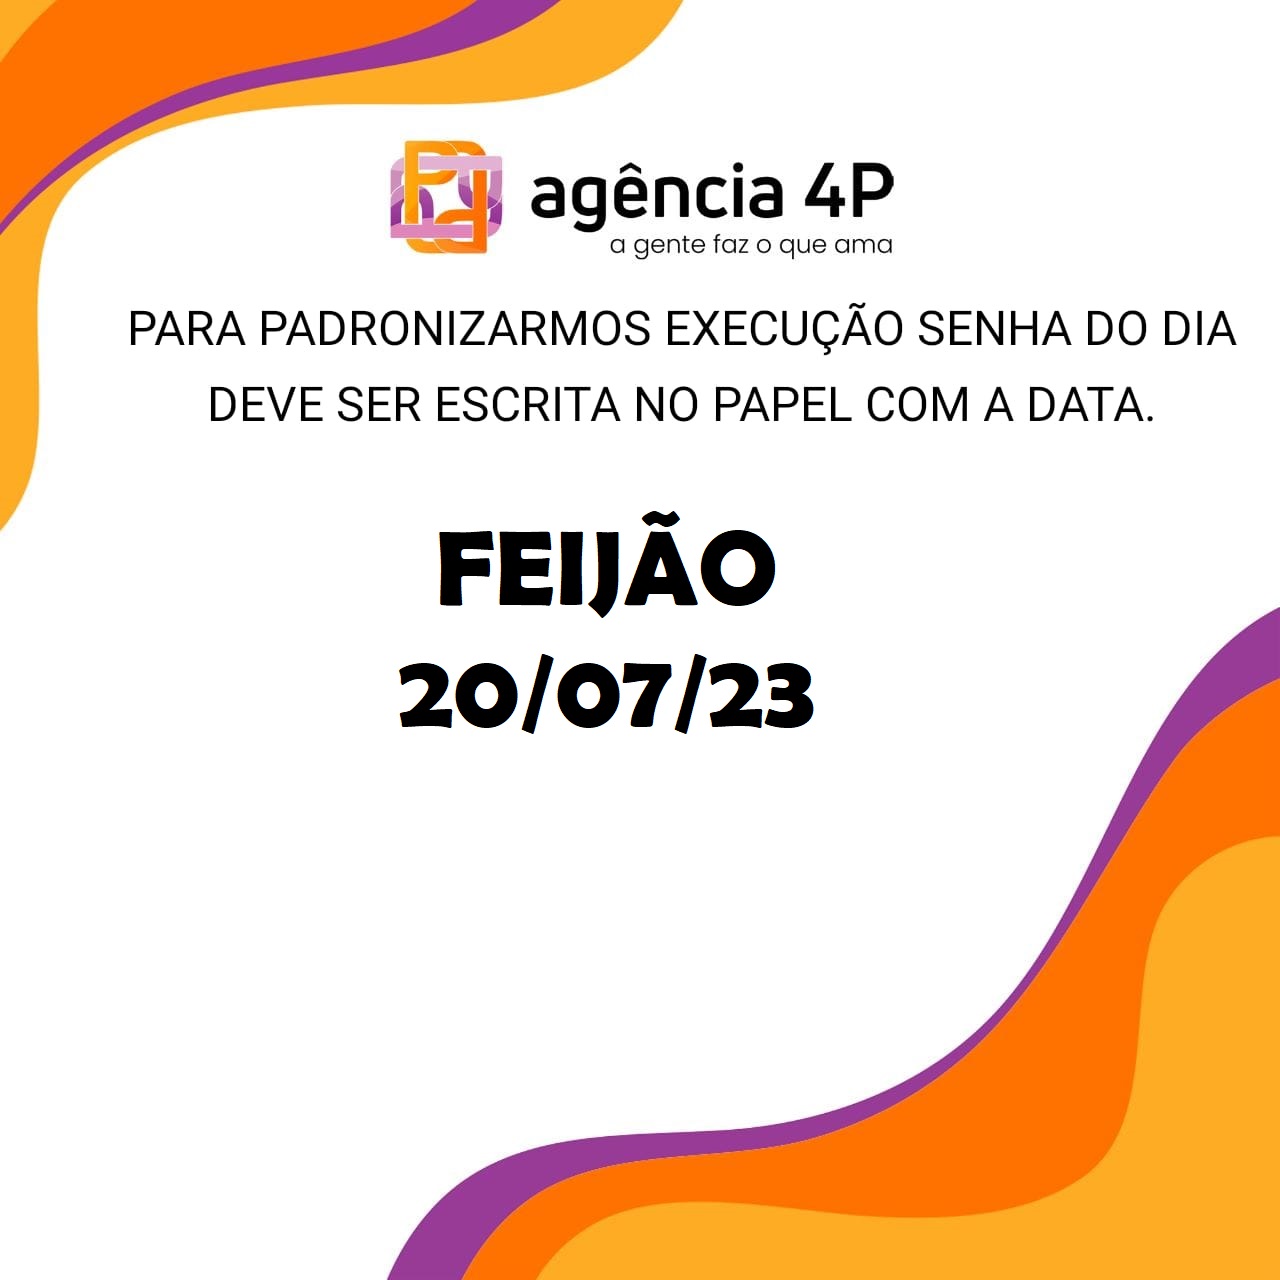 agência 4P
a gente faz o que ama
PARA PADRONIZARMOS EXECUÇÃO SENHA DO DIA
DEVE SER ESCRITA NO PAPEL COM A DATA.
FEIJÃO
20/07/23